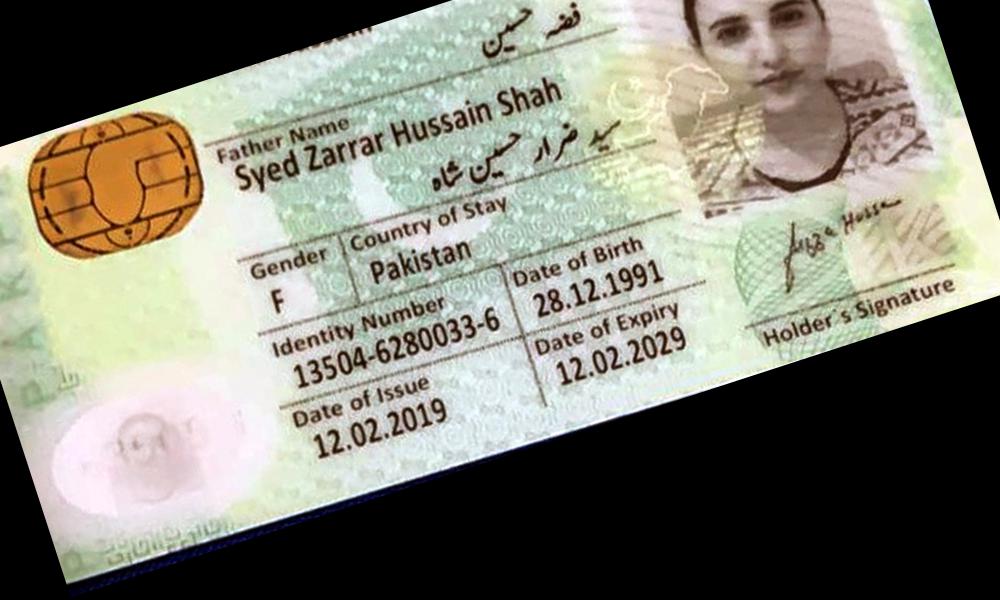 فضہ حسین
Father Name
Syed Zarrar Hussain Shah
سید ضرار حسین شاہ
Gender
Country of Stay
F
Pakistan
Identity Number
Date of Birth
13504-6280033-6
28.12.1991
Date of Issue
Date of Expiry
12.02.2019
12.02.2029
Holder's Signature